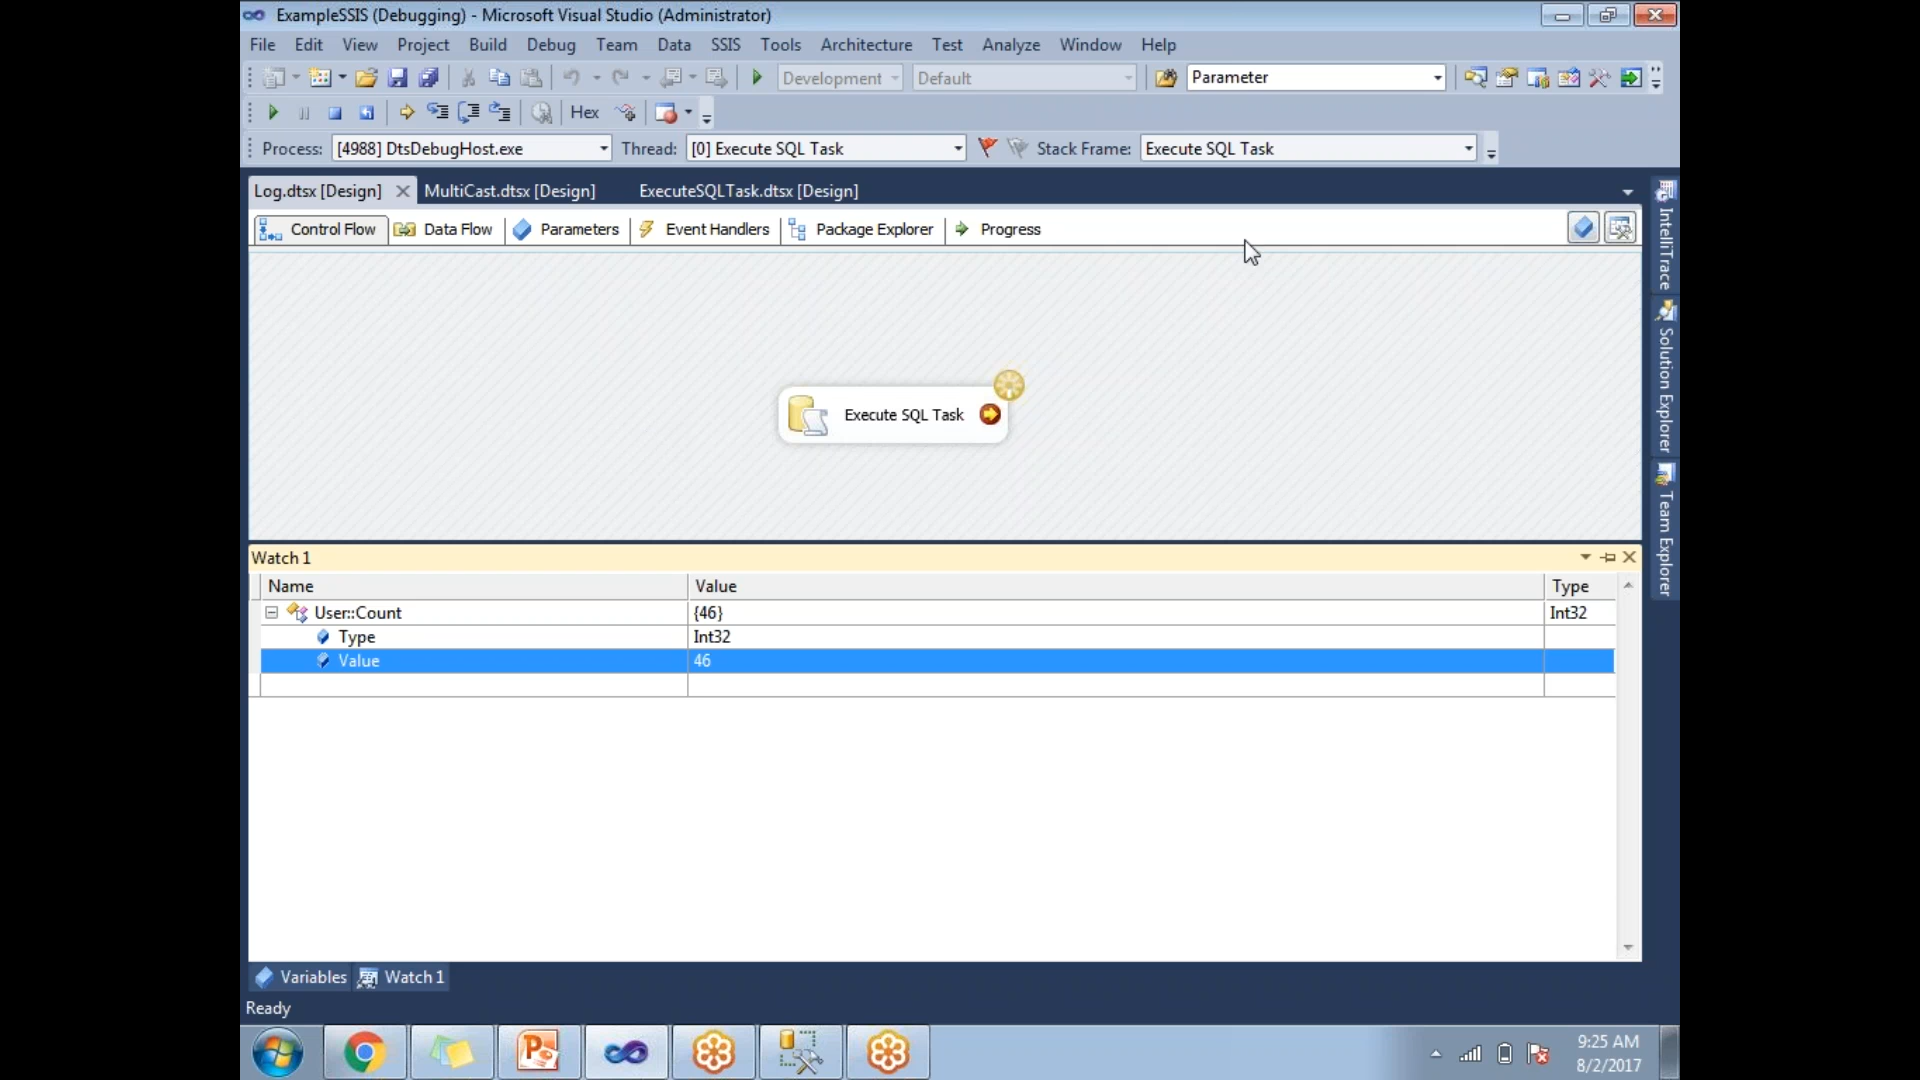 ExampleSSIS (Debugging) - Microsoft Visual Studio (Administrator)
File Edit View Project Build Debug Team Data SSIS Tools Architecture Test Analyze Window Help
Development Default Parameter
Hex
Process: [4988] DtsDebugHost.exe Thread: [0] Execute SQL Task Stack Frame: Execute SQL Task
Log.dtsx [Design] MultiCast.dtsx [Design] ExecuteSQLTask.dtsx [Design]
Control Flow Data Flow Parameters Event Handlers Package Explorer Progress
IntelliTrace
Solution Explorer
Team Explorer
Execute SQL Task
Watch 1
Name Value Type
User::Count {46} Int32
Type Int32
Value 46
Variables Watch 1
Ready
9:25 AM
8/2/2017